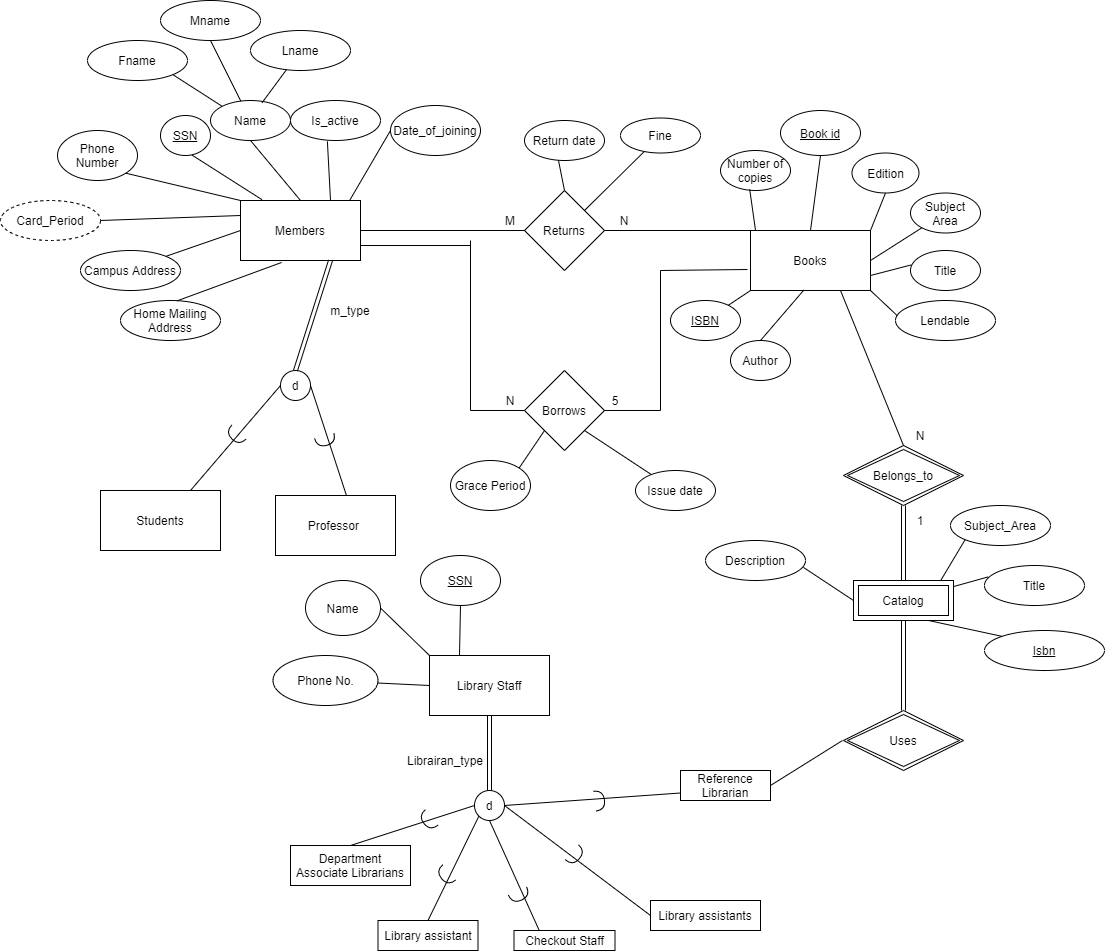 Mname
Lname
Fname
Name
Is_active
Date_of_joining
SSN
Phone
Number
Card_Period
Members
Campus Address
Home Mailing
Address
m_type
d
Students
Professor
Return date
Fine
M
Returns
N
Book id
Number of
copies
Edition
Subject
Area
Books
Title
ISBN
Lendable
Author
N
Borrows
5
Grace Period
Issue date
N
Belongs_to
1
Subject_Area
Description
Title
Catalog
Isbn
Uses
SSN
Name
Phone No.
Library Staff
Librairan_type
d
Reference
Librarian
Department
Associate Librarians
Library assistant
Checkout Staff
Library assistants